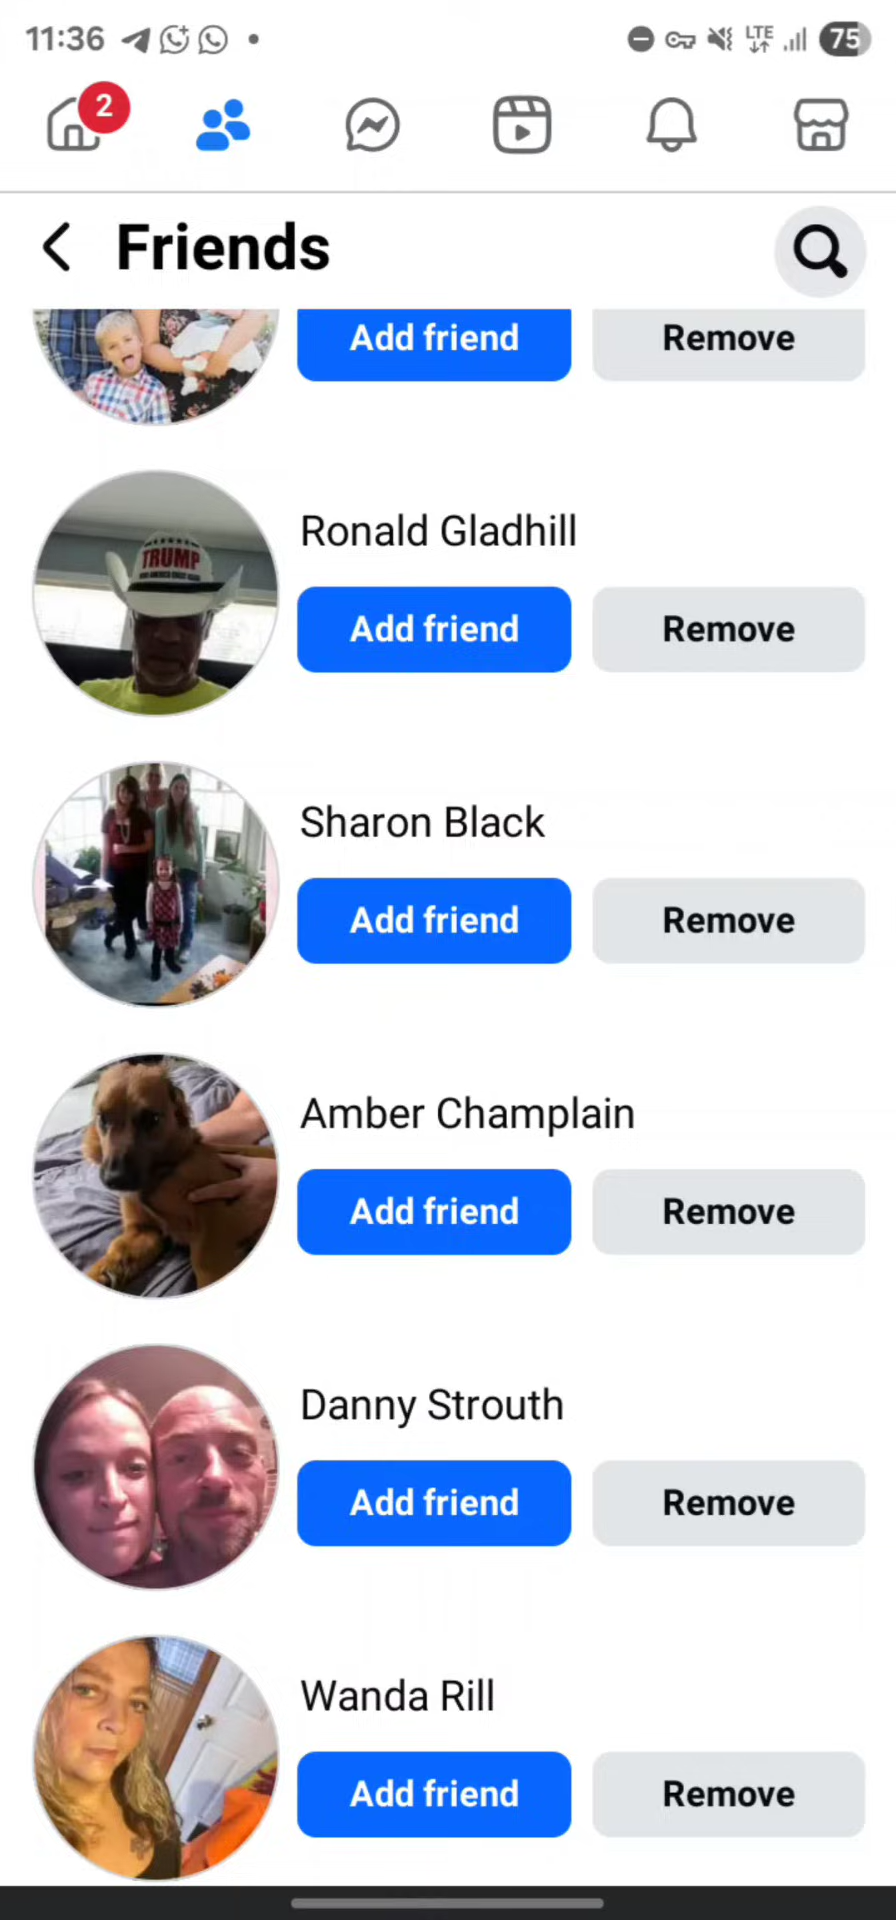 11:36
LTE
75
2
Friends
Add friend Remove
TRUMP
Ronald Gladhill
Add friend Remove
Sharon Black
Add friend Remove
Amber Champlain
Add friend Remove
Danny Strouth
Add friend Remove
Wanda Rill
Add friend Remove